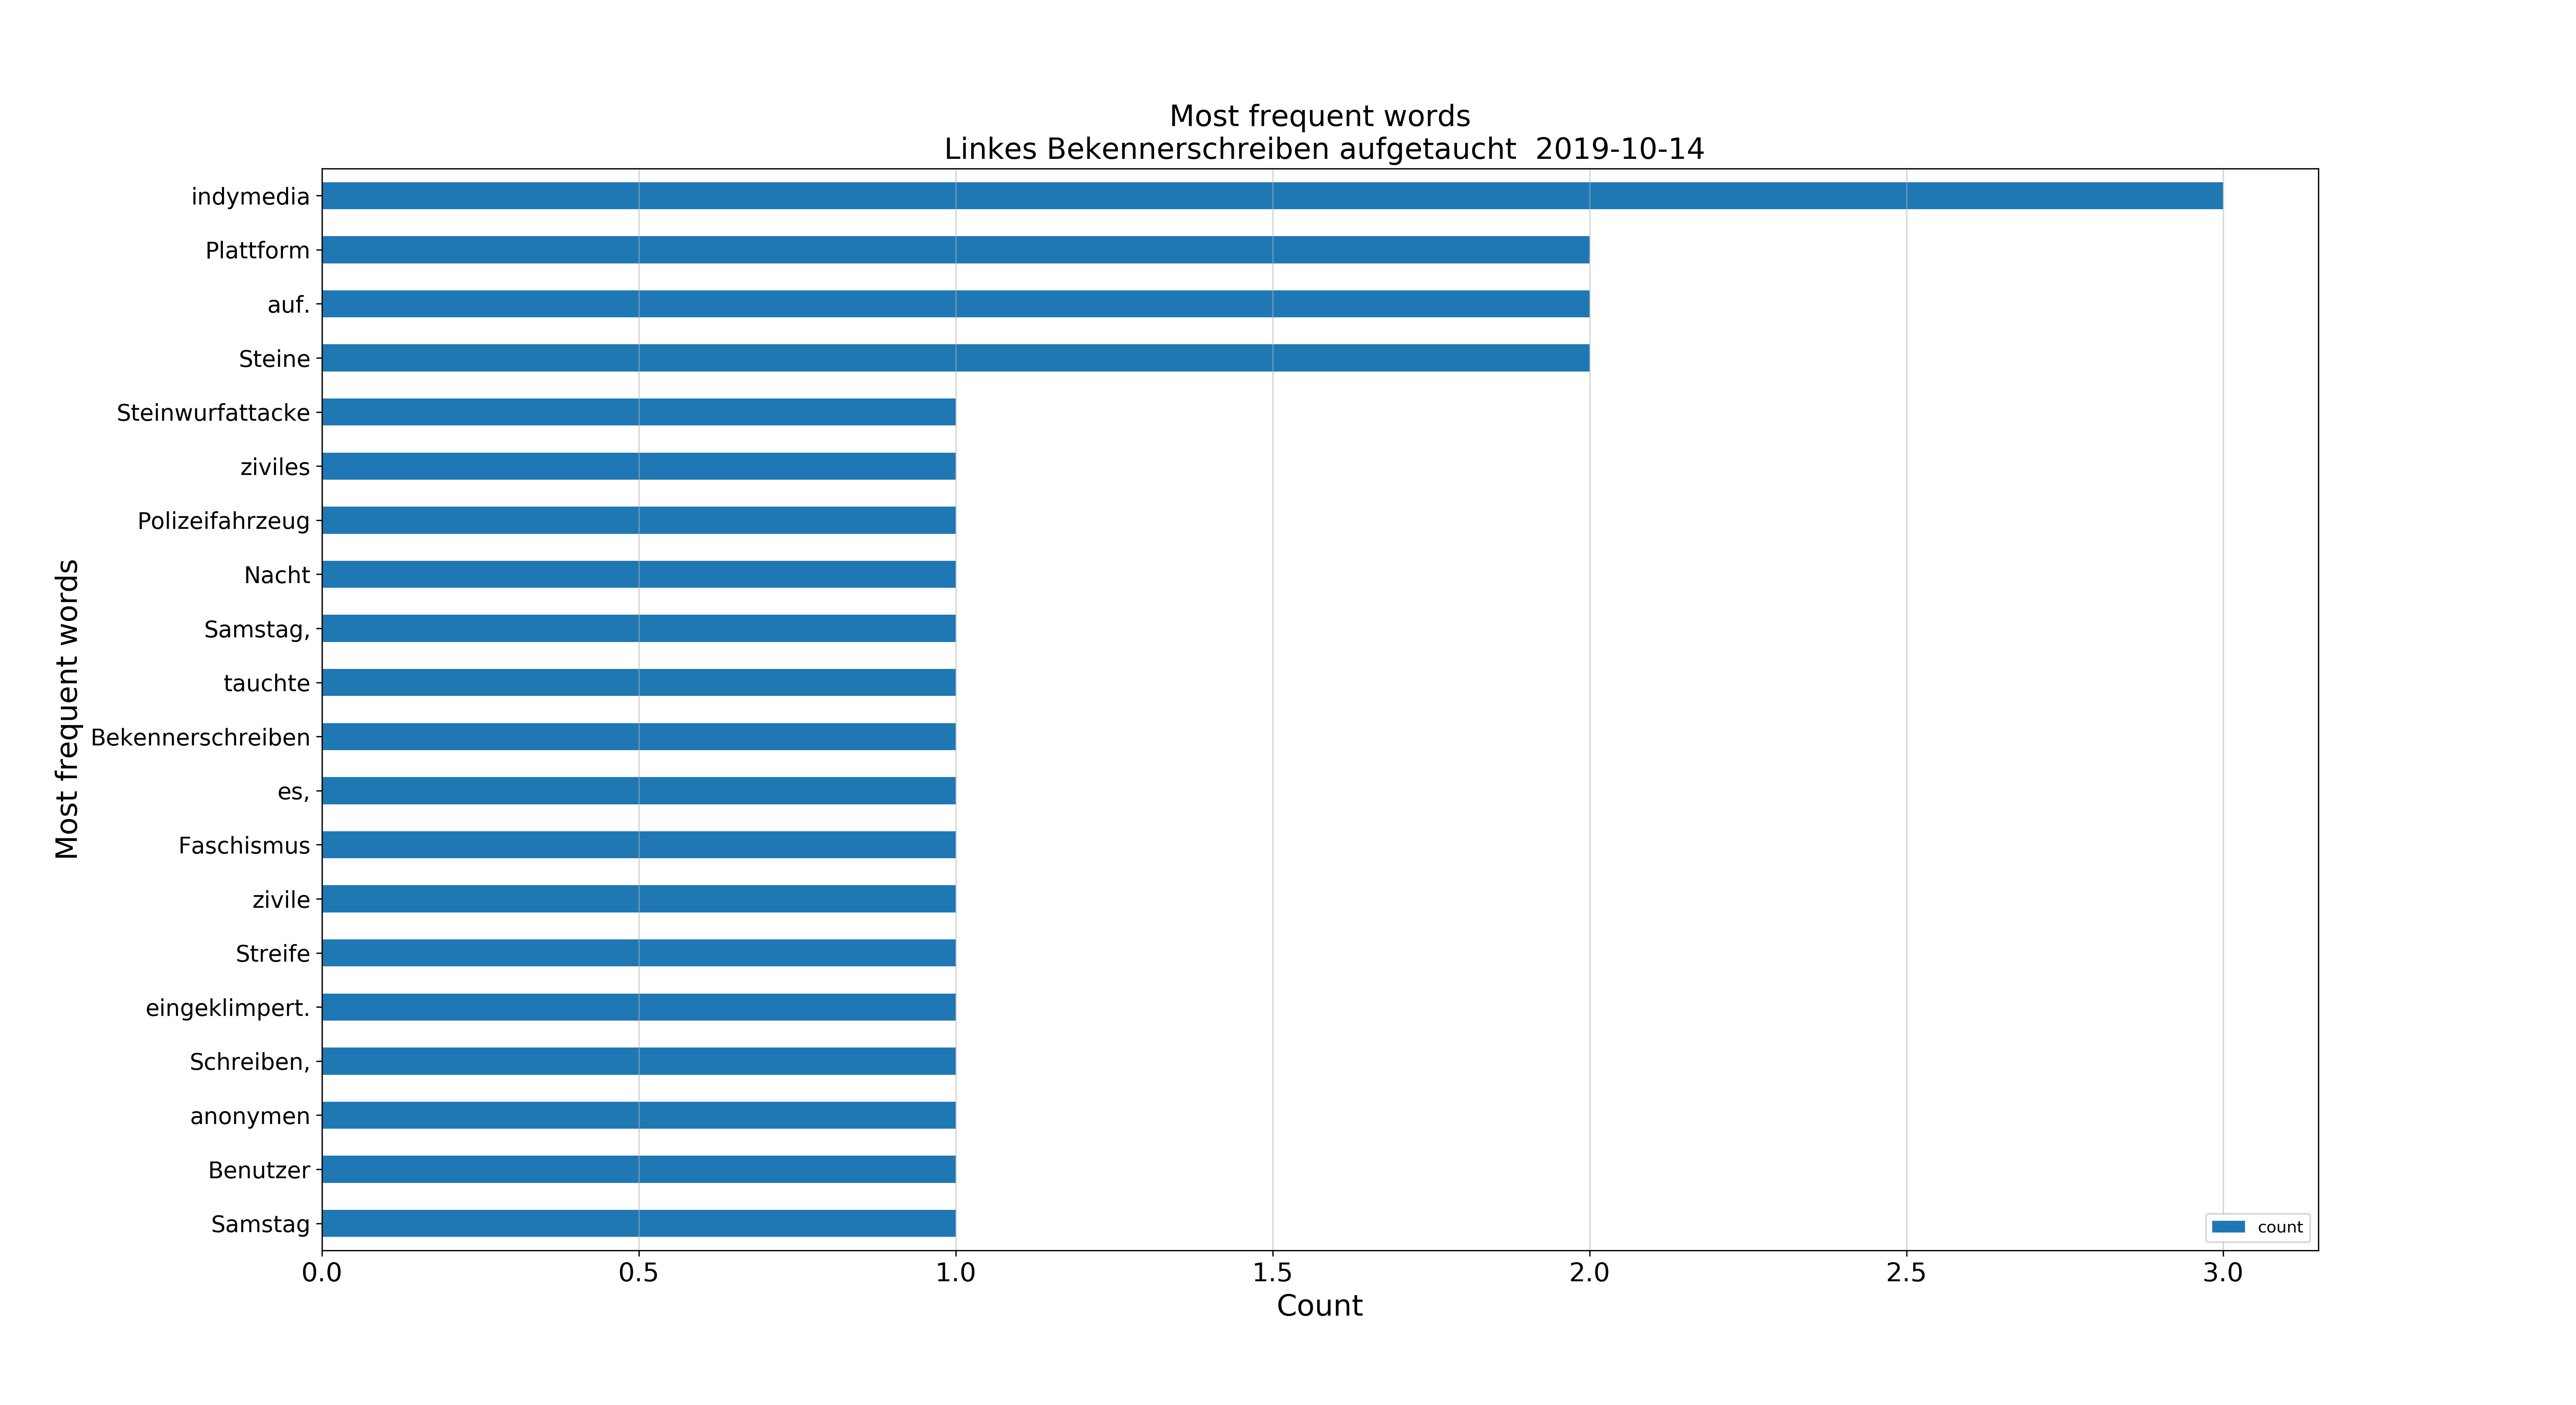 Most frequent words
Linkes Bekennerschreiben aufgetaucht  2019-10-14
indymedia
Plattform
auf.
Steine
Steinwurfattacke
ziviles
Polizeifahrzeug
Nacht
Samstag,
tauchte
Bekennerschreiben
es,
Faschismus
zivile
Streife
eingeklimpert.
Schreiben,
anonymen
Benutzer
Samstag
Most frequent words
count
0.0 0.5 1.0 1.5 2.0 2.5 3.0
Count